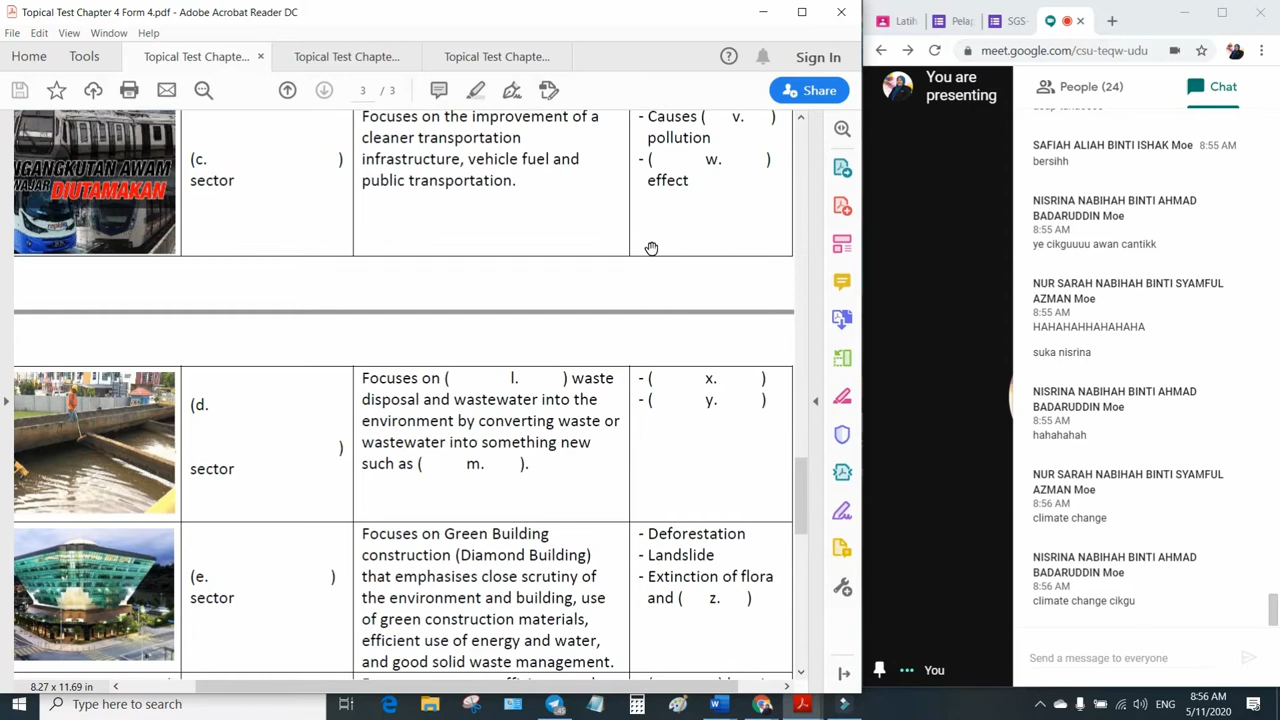 Topical Test Chapter 4 Form 4.pdf - Adobe Acrobat Reader DC
File Edit View Window Help
Home Tools Topical Test Chapte... × Topical Test Chapte... Topical Test Chapte... Sign In
3 / 3 Share
NGANGKUTAN AWAM
WAJAR DIUTAMAKAN
(c. )
sector
Focuses on the improvement of a
cleaner transportation
infrastructure, vehicle fuel and
public transportation.
- Causes ( v. )
pollution
- ( w. )
effect
(d.
)
sector
Focuses on ( l. ) waste
disposal and wastewater into the
environment by converting waste or
wastewater into something new
such as ( m. ).
- ( x. )
- ( y. )
(e. )
sector
Focuses on Green Building
construction (Diamond Building)
that emphasises close scrutiny of
the environment and building, use
of green construction materials,
efficient use of energy and water,
and good solid waste management.
- Deforestation
- Landslide
- Extinction of flora
and ( z. )
8.27 x 11.69 in
Latih Pelap SGS-
meet.google.com/csu-teqw-udu
You are
presenting
People (24) Chat
SAFIAH ALIAH BINTI ISHAK Moe 8:55 AM
bersihh
NISRINA NABIHAH BINTI AHMAD
BADARUDDIN Moe
8:55 AM
ye cikguuuu awan cantikk
NUR SARAH NABIHAH BINTI SYAMFUL
AZMAN Moe
8:55 AM
HAHAHAHHAHAHAHA
suka nisrina
NISRINA NABIHAH BINTI AHMAD
BADARUDDIN Moe
8:55 AM
hahahahah
NUR SARAH NABIHAH BINTI SYAMFUL
AZMAN Moe
8:56 AM
climate change
NISRINA NABIHAH BINTI AHMAD
BADARUDDIN Moe
8:56 AM
climate change cikgu
Send a message to everyone
You
Type here to search
ENG
8:56 AM
5/11/2020